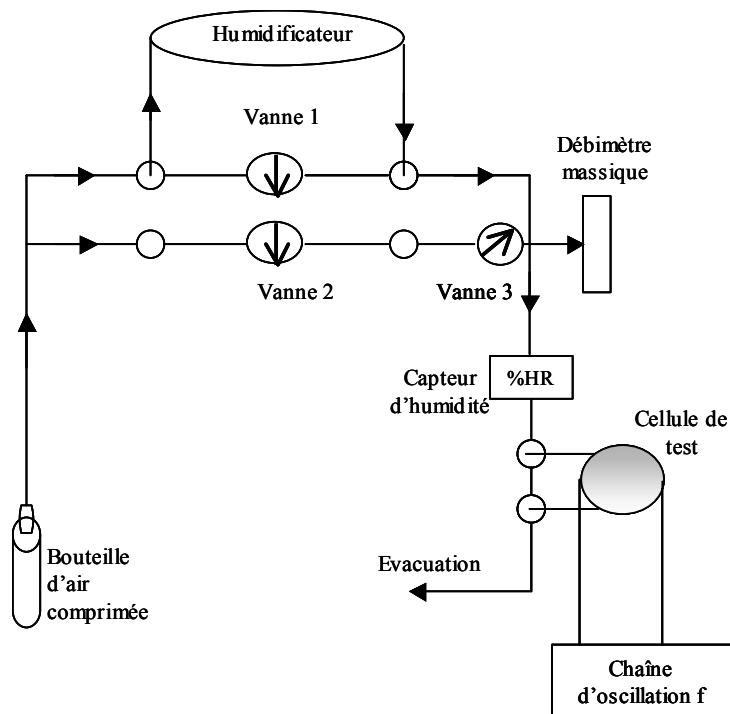 Humidificateur
Vanne 1
Débimètre
massique
Vanne 2
Vanne 3
Capteur
d'humidité
%HR
Cellule de
test
Bouteille
d'air
comprimée
Evacuation
Chaîne
d'oscillation f